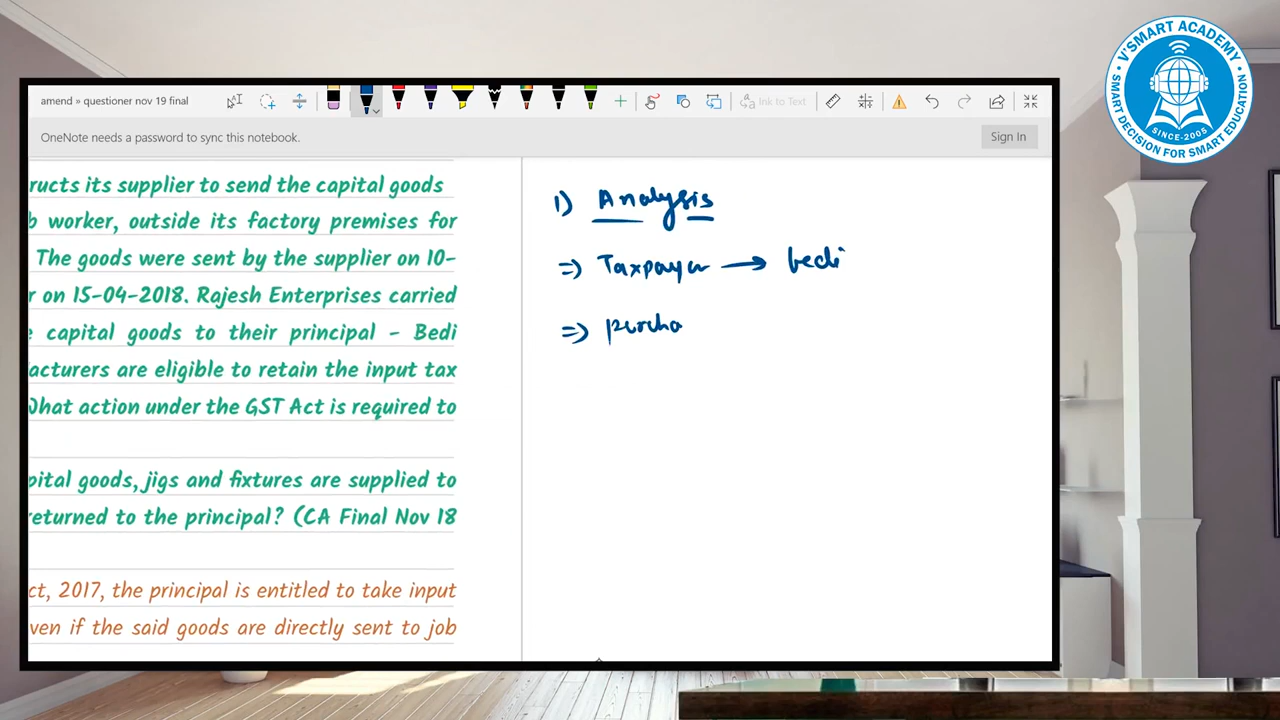 V'SMART ACADEMY
SMART DECISION FOR SMART EDUCATION
SINCE-2005
amend » questioner nov 19 final
Ink to Text
OneNote needs a password to sync this notebook.
Sign In
ructs its supplier to send the capital goods
b worker, outside its factory premises for
The goods were sent by the supplier on 10-
r on 15-04-2018. Rajesh Enterprises carried
e capital goods to their principal - Bedi
acturers are eligible to retain the input tax
What action under the GST Act is required to
pital goods, jigs and fixtures are supplied to
returned to the principal? (CA Final Nov 18
ct, 2017, the principal is entitled to take input
ven if the said goods are directly sent to job
1) Analysis
⇒ Taxpayer → bedi
⇒ purcha